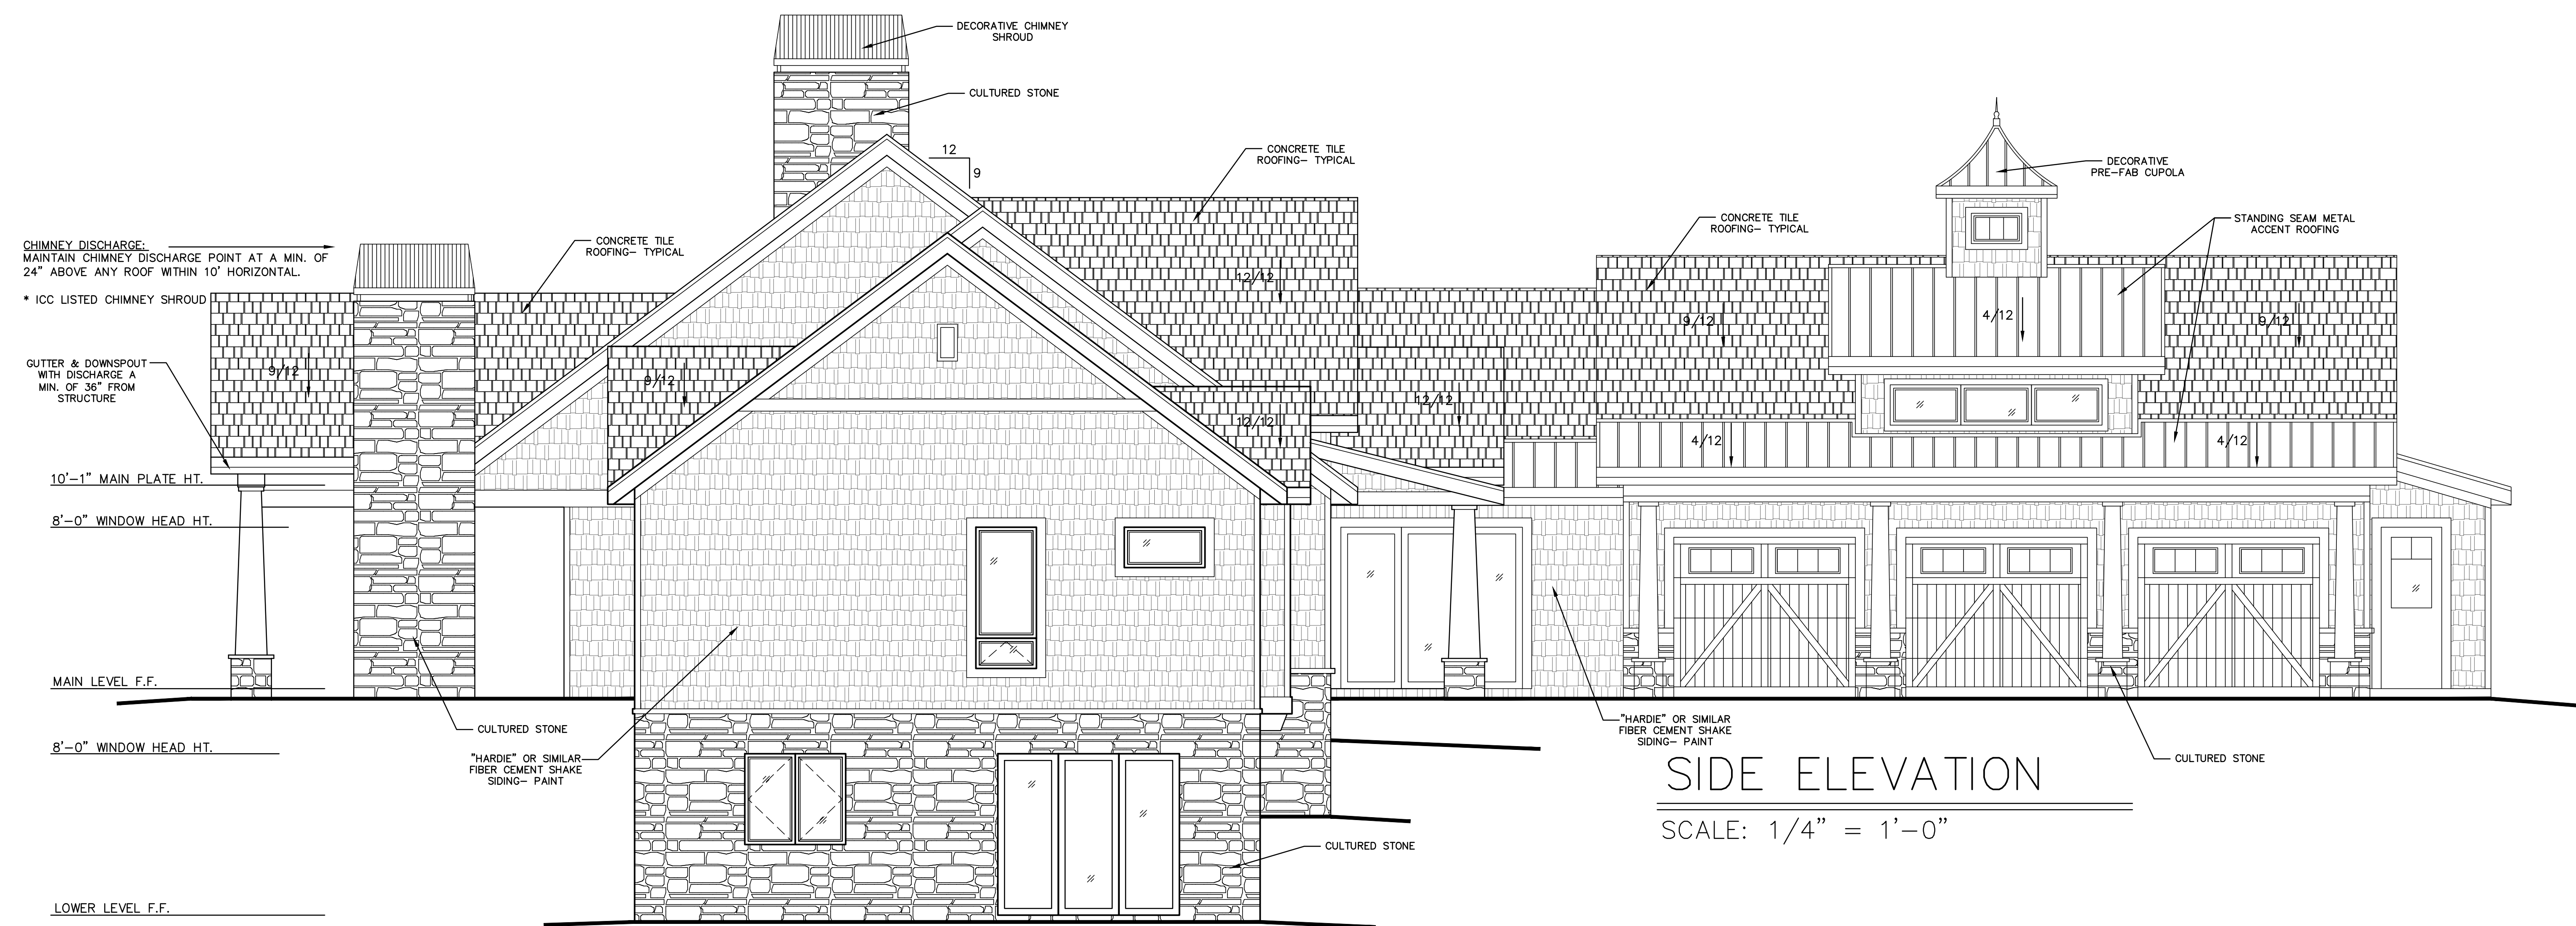 DECORATIVE CHIMNEY
SHROUD
CULTURED STONE
12
9
CONCRETE TILE
ROOFING- TYPICAL
DECORATIVE
PRE-FAB CUPOLA
CHIMNEY DISCHARGE:
MAINTAIN CHIMNEY DISCHARGE POINT AT A MIN. OF
24" ABOVE ANY ROOF WITHIN 10' HORIZONTAL.
* ICC LISTED CHIMNEY SHROUD
CONCRETE TILE
ROOFING- TYPICAL
CONCRETE TILE
ROOFING- TYPICAL
STANDING SEAM METAL
ACCENT ROOFING
12/12
9/12
4/12
9/12
GUTTER & DOWNSPOUT
WITH DISCHARGE A
MIN. OF 36" FROM
STRUCTURE
9/12
9/12
12/12
12/12
4/12
4/12
10'-1" MAIN PLATE HT.
8'-0" WINDOW HEAD HT.
MAIN LEVEL F.F.
CULTURED STONE
"HARDIE" OR SIMILAR
FIBER CEMENT SHAKE
SIDING- PAINT
"HARDIE" OR SIMILAR
FIBER CEMENT SHAKE
SIDING- PAINT
CULTURED STONE
8'-0" WINDOW HEAD HT.
SIDE ELEVATION
SCALE: 1/4" = 1'-0"
CULTURED STONE
LOWER LEVEL F.F.